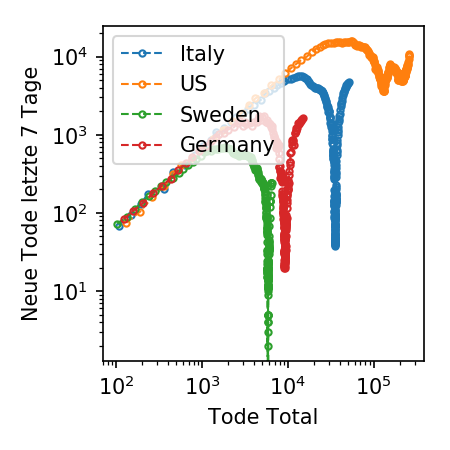 Italy
US
Sweden
Germany
Neue Tode letzte 7 Tage
10⁴
10³
10²
10¹
10² 10³ 10⁴ 10⁵
Tode Total